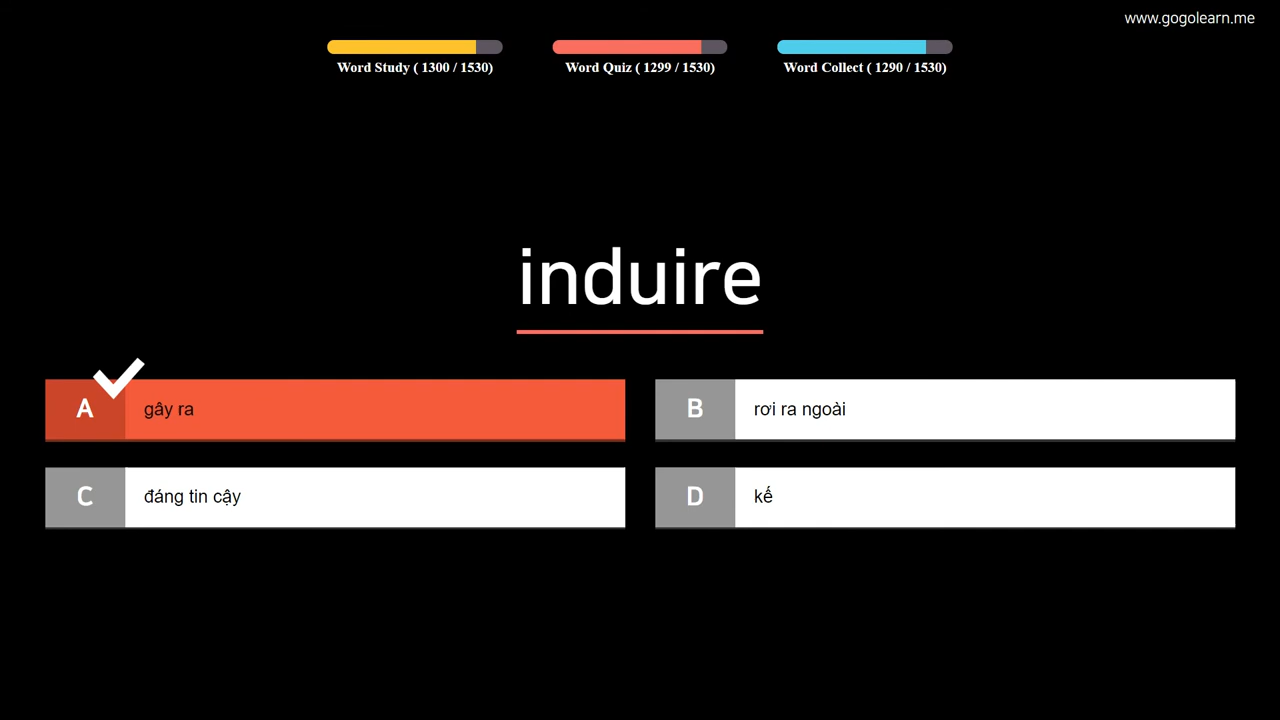 www.gogolearn.me
Word Study ( 1300 / 1530)
Word Quiz ( 1299 / 1530)
Word Collect ( 1290 / 1530)
induire
A gây ra
B rơi ra ngoài
C đáng tin cậy
D kế